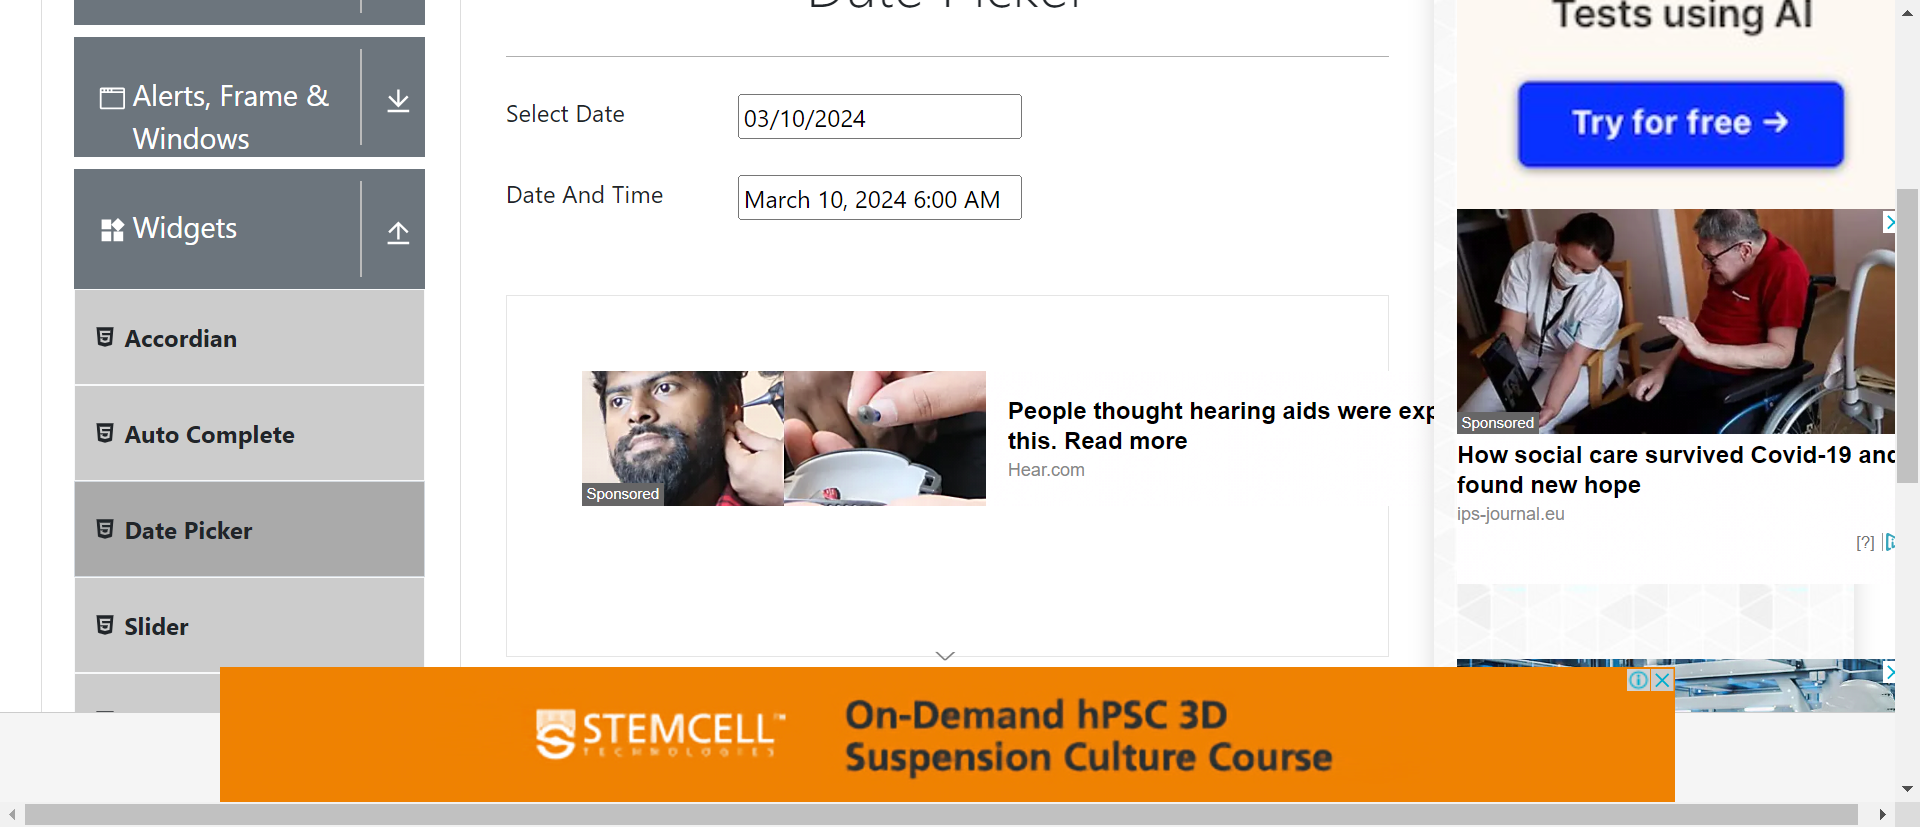 Date Picker
Alerts, Frame &
Windows
Widgets
Accordian
Auto Complete
Date Picker
Slider
Select Date
03/10/2024
Date And Time
March 10, 2024 6:00 AM
Sponsored
People thought hearing aids were exp
this. Read more
Hear.com
Tests using AI
Try for free →
Sponsored
How social care survived Covid-19 and
found new hope
ips-journal.eu
[?]
STEMCELL™
TECHNOLOGIES
On-Demand hPSC 3D
Suspension Culture Course